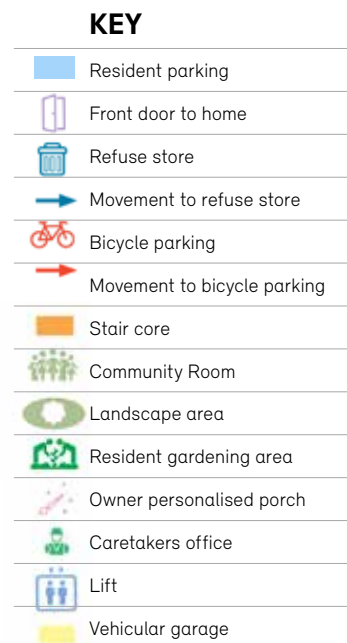 KEY
Resident parking
Front door to home
Refuse store
Movement to refuse store
Bicycle parking
Movement to bicycle parking
Stair core
Community Room
Landscape area
Resident gardening area
Owner personalised porch
Caretakers office
Lift
Vehicular garage